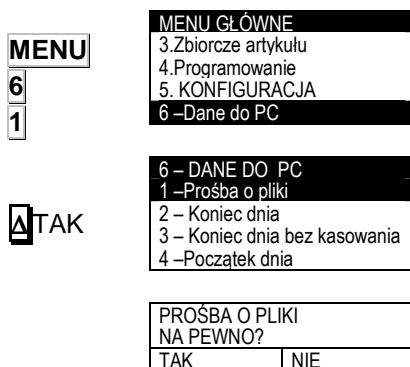 MENU
6
1
MENU GŁÓWNE
3.Zbiorcze artykułu
4.Programowanie
5. KONFIGURACJA
6 –Dane do PC
ΔTAK
6 – DANE DO PC
1 –Prośba o pliki
2 – Koniec dnia
3 – Koniec dnia bez kasowania
4 –Początek dnia
PROŚBA O PLIKI
NA PEWNO?
TAK NIE